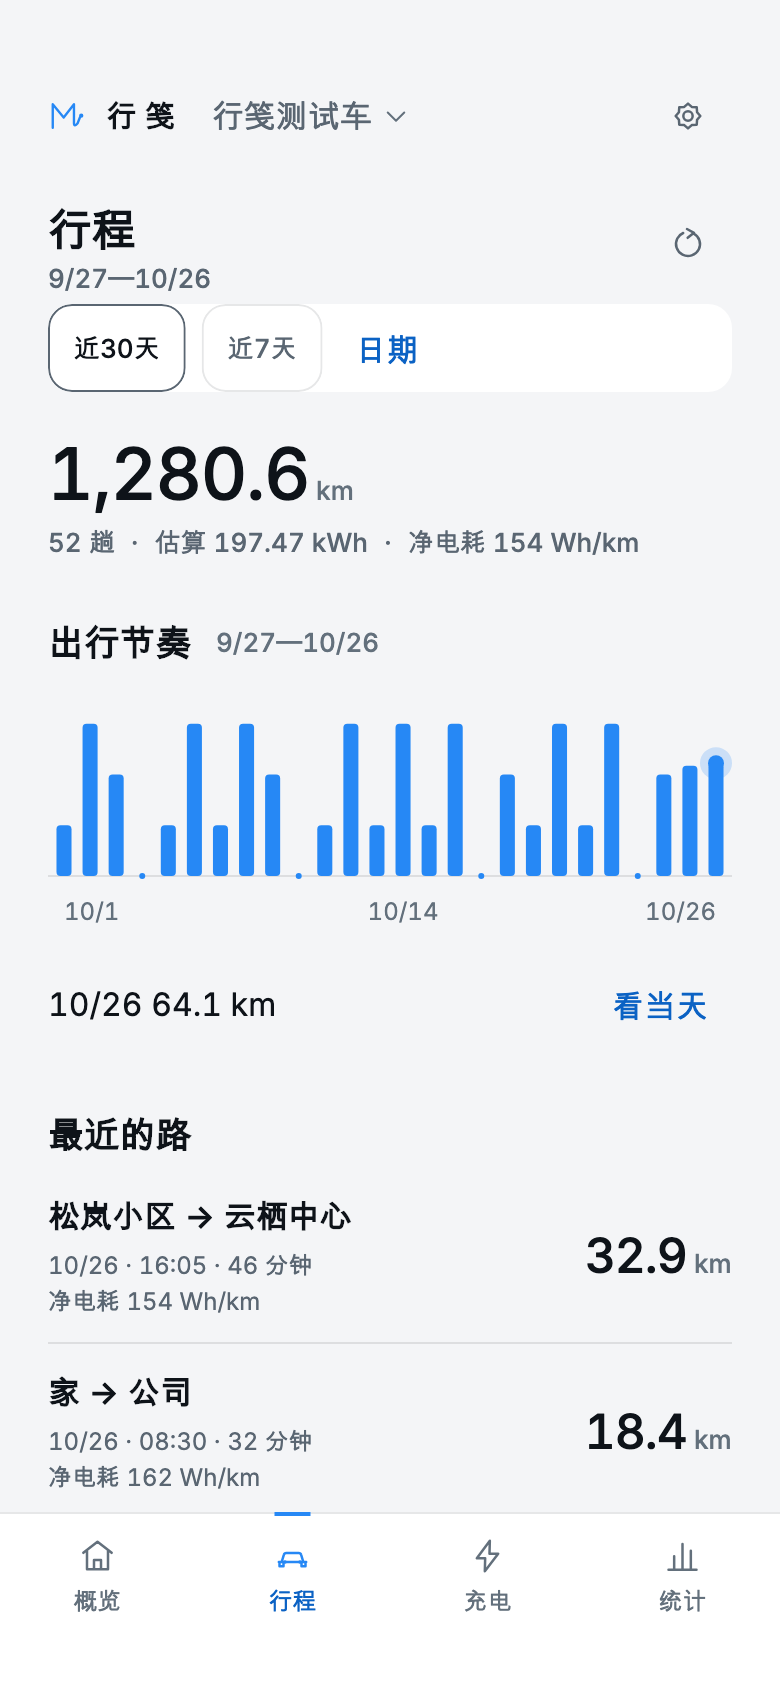 行笺 行笺测试车
行程
9/27—10/26
近30天 近7天 日期
1,280.6 km
52 趟 · 估算 197.47 kWh · 净电耗 154 Wh/km
出行节奏 9/27—10/26
10/1 10/14 10/26
10/26 64.1 km 看当天
最近的路
松岚小区 → 云栖中心
10/26 · 16:05 · 46 分钟
净电耗 154 Wh/km
32.9 km
家 → 公司
10/26 · 08:30 · 32 分钟
净电耗 162 Wh/km
18.4 km
概览 行程 充电 统计